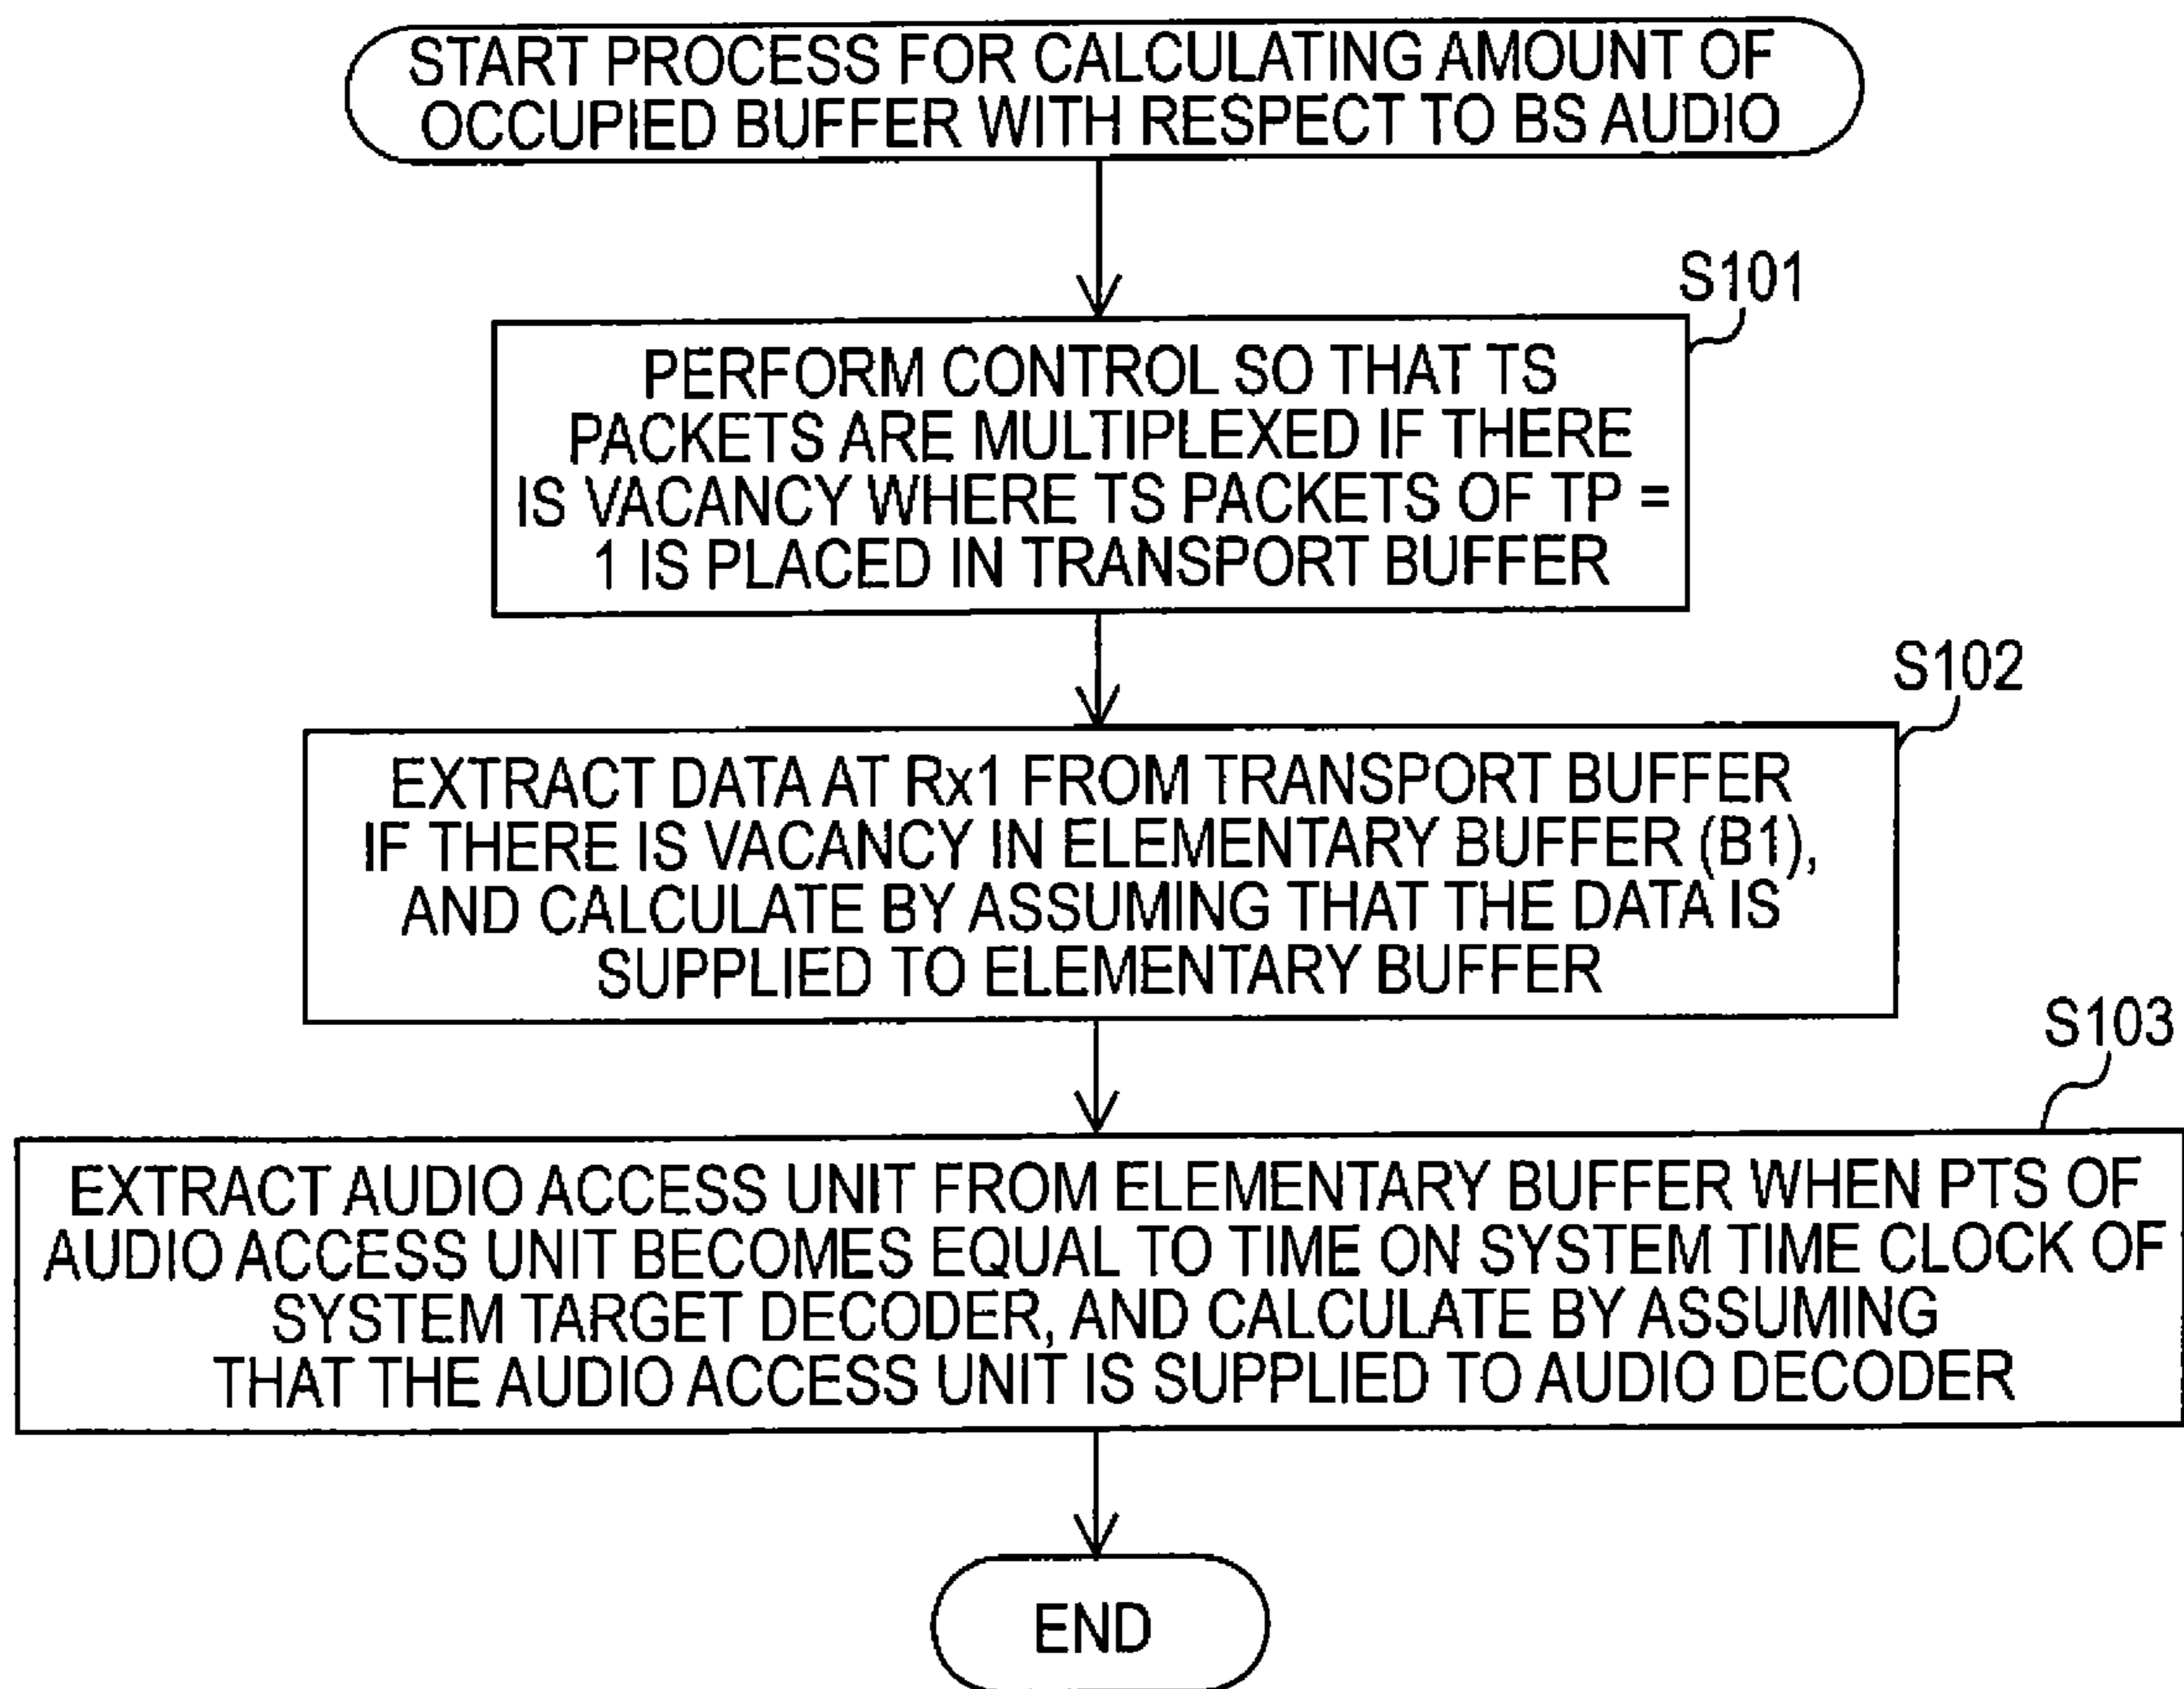 START PROCESS FOR CALCULATING AMOUNT OF
OCCUPIED BUFFER WITH RESPECT TO BS AUDIO
S101
PERFORM CONTROL SO THAT TS
PACKETS ARE MULTIPLEXED IF THERE
IS VACANCY WHERE TS PACKETS OF TP =
1 IS PLACED IN TRANSPORT BUFFER
S102
EXTRACT DATA AT Rx1 FROM TRANSPORT BUFFER
IF THERE IS VACANCY IN ELEMENTARY BUFFER (B1),
AND CALCULATE BY ASSUMING THAT THE DATA IS
SUPPLIED TO ELEMENTARY BUFFER
S103
EXTRACT AUDIO ACCESS UNIT FROM ELEMENTARY BUFFER WHEN PTS OF
AUDIO ACCESS UNIT BECOMES EQUAL TO TIME ON SYSTEM TIME CLOCK OF
SYSTEM TARGET DECODER, AND CALCULATE BY ASSUMING
THAT THE AUDIO ACCESS UNIT IS SUPPLIED TO AUDIO DECODER
END